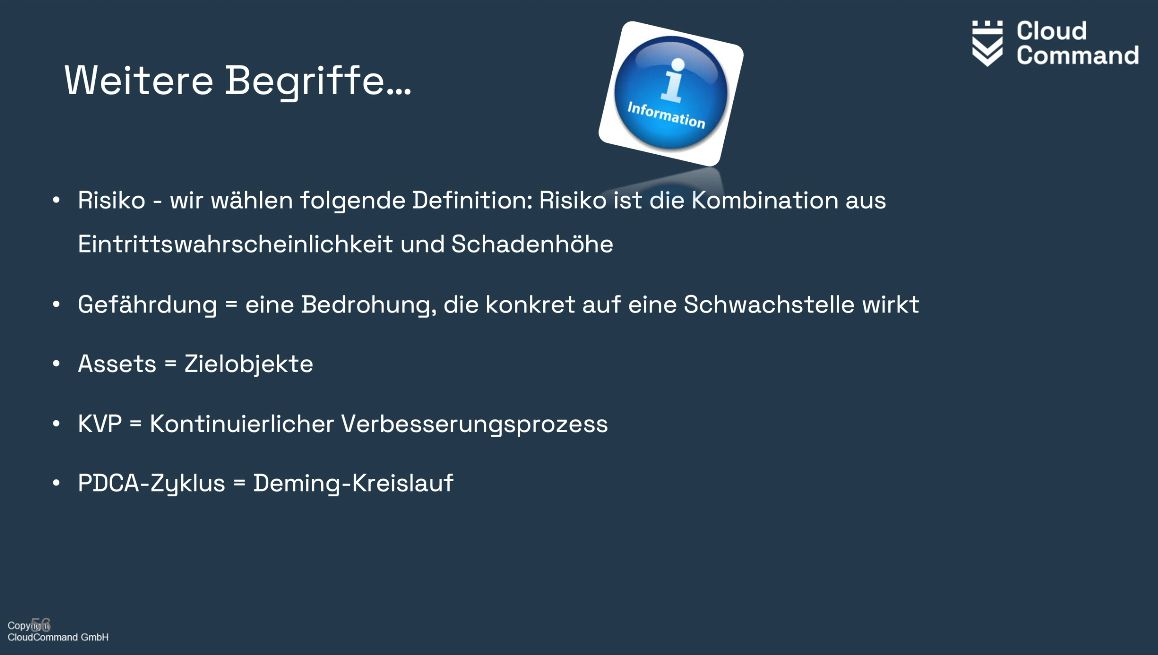 Cloud
Command
Weitere Begriffe...
Information
• Risiko - wir wählen folgende Definition: Risiko ist die Kombination aus
Eintrittswahrscheinlichkeit und Schadenhöhe
• Gefährdung = eine Bedrohung, die konkret auf eine Schwachstelle wirkt
• Assets = Zielobjekte
• KVP = Kontinuierlicher Verbesserungsprozess
• PDCA-Zyklus = Deming-Kreislauf
Copyright
CloudCommand GmbH